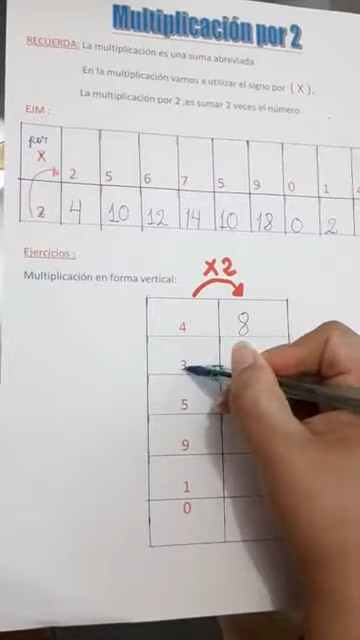 Multiplicación por 2
RECUERDA: La multiplicación es una suma abreviada
En la multiplicación vamos a utilizar el signo por ( X ).
La multiplicación por 2 ,es sumar 2 veces el número
EJM :
por
X 2 5 6 7 5 9 0 1
2 4 10 12 14 10 18 0 2
Ejercicios :
Multiplicación en forma vertical:
X2
4 8
3
5
9
1
0